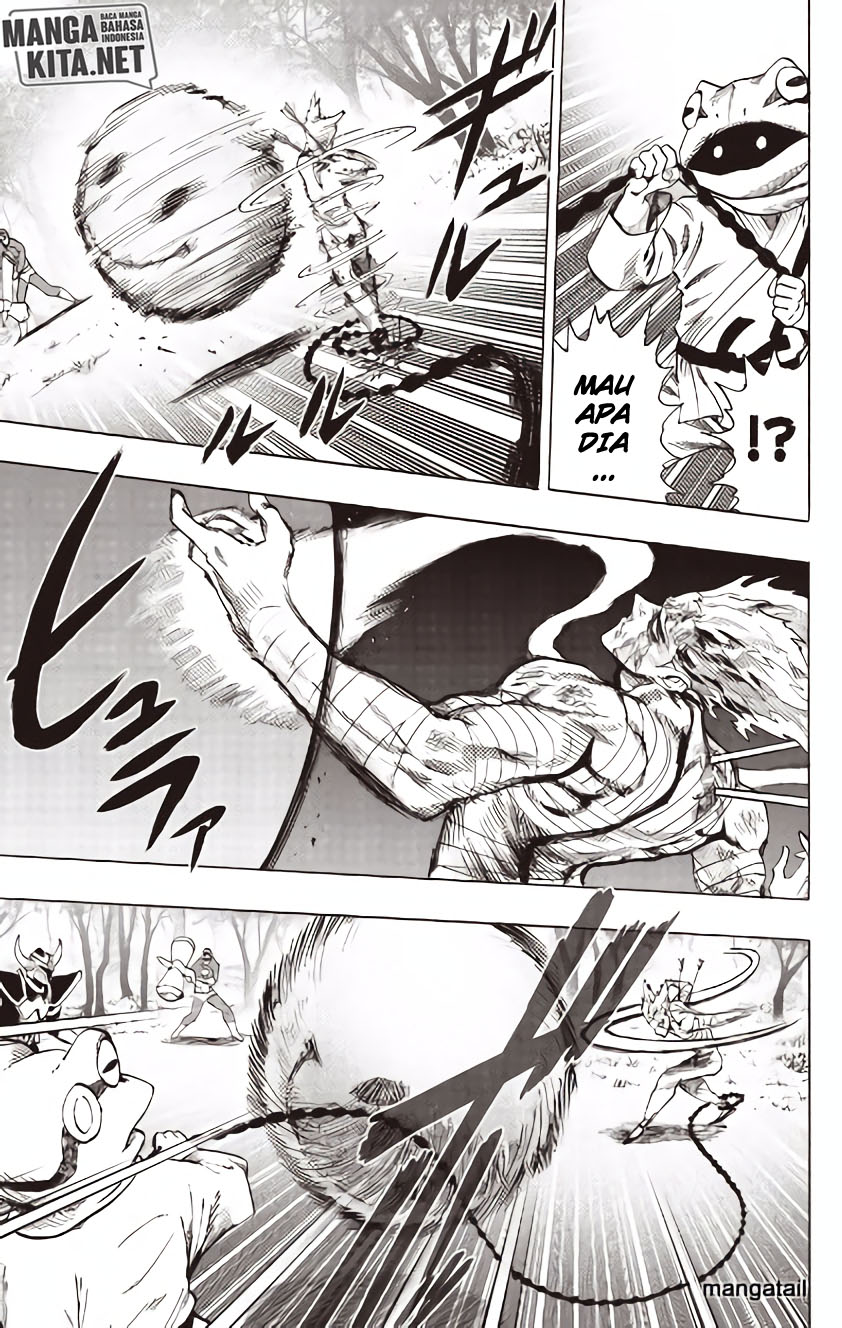 MANGA
KITA.NET
BACA MANGA
BAHASA
INDONESIA
!?
MAU
APA
DIA
...
ギュルルルル
ヒュラァ
mangatail